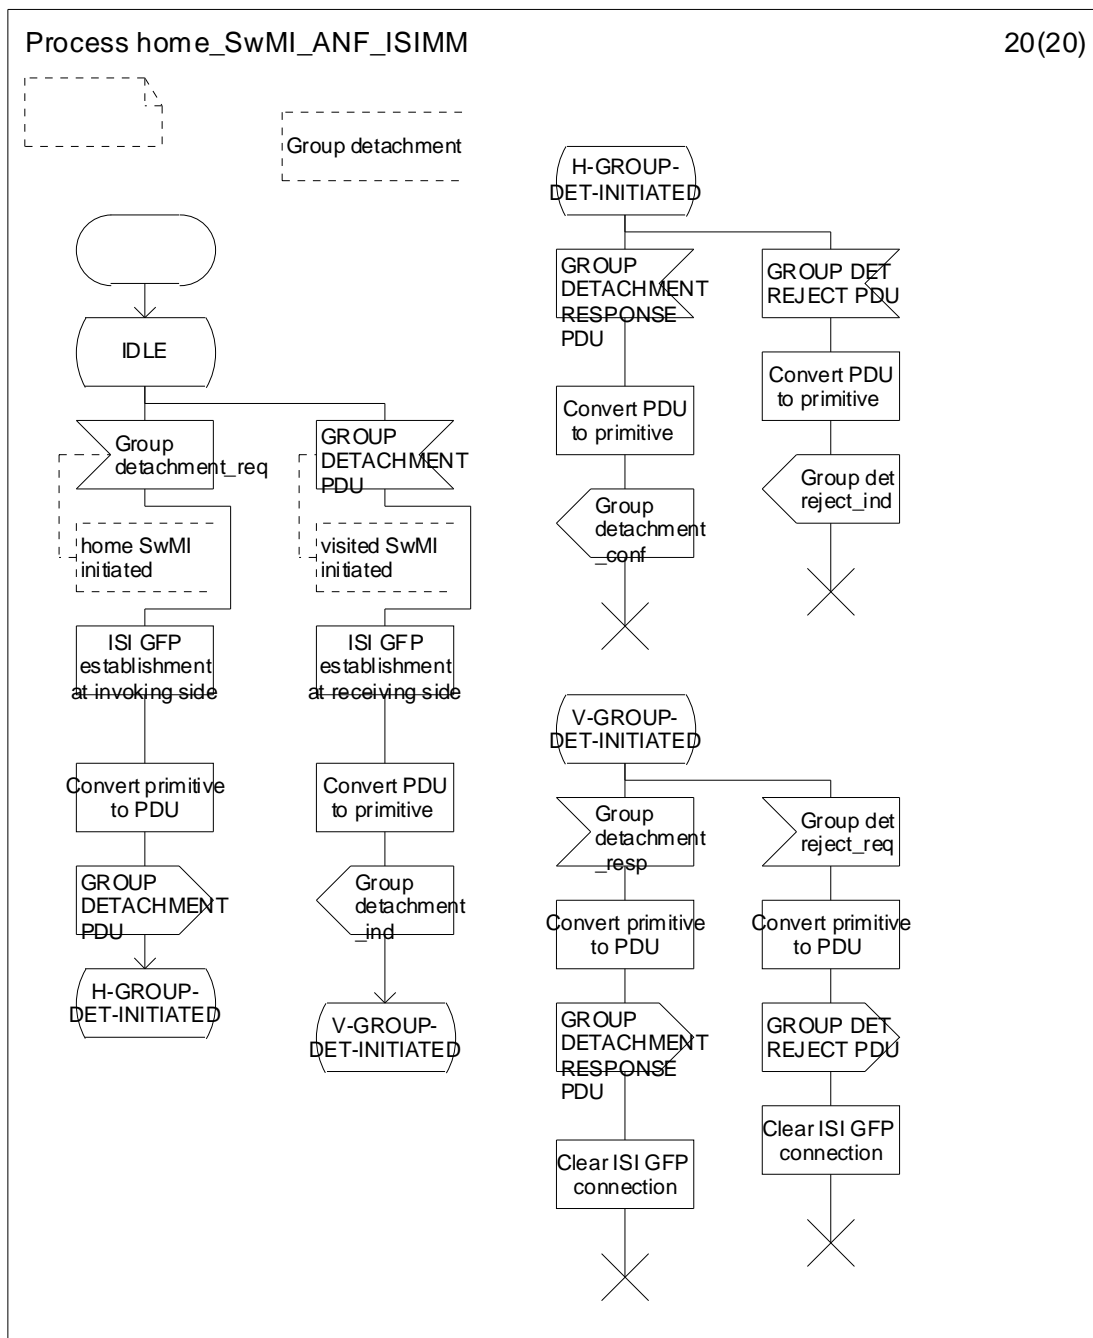 Process home_SwMI_ANF_ISIMM
20(20)
Group detachment
IDLE
Group
detachment_req
home SwMI
initiated
ISI GFP
establishment
at invoking side
Convert primitive
to PDU
GROUP
DETACHMENT
PDU
H-GROUP-
DET-INITIATED
GROUP
DETACHMENT
PDU
visited SwMI
initiated
ISI GFP
establishment
at receiving side
Convert PDU
to primitive
Group
detachment
_ind
V-GROUP-
DET-INITIATED
H-GROUP-
DET-INITIATED
GROUP
DETACHMENT
RESPONSE
PDU
Convert PDU
to primitive
Group
detachment
_conf
GROUP DET
REJECT PDU
Convert PDU
to primitive
Group det
reject_ind
V-GROUP-
DET-INITIATED
Group
detachment
_resp
Convert primitive
to PDU
GROUP
DETACHMENT
RESPONSE
PDU
Clear ISI GFP
connection
Group det
reject_req
Convert primitive
to PDU
GROUP DET
REJECT PDU
Clear ISI GFP
connection